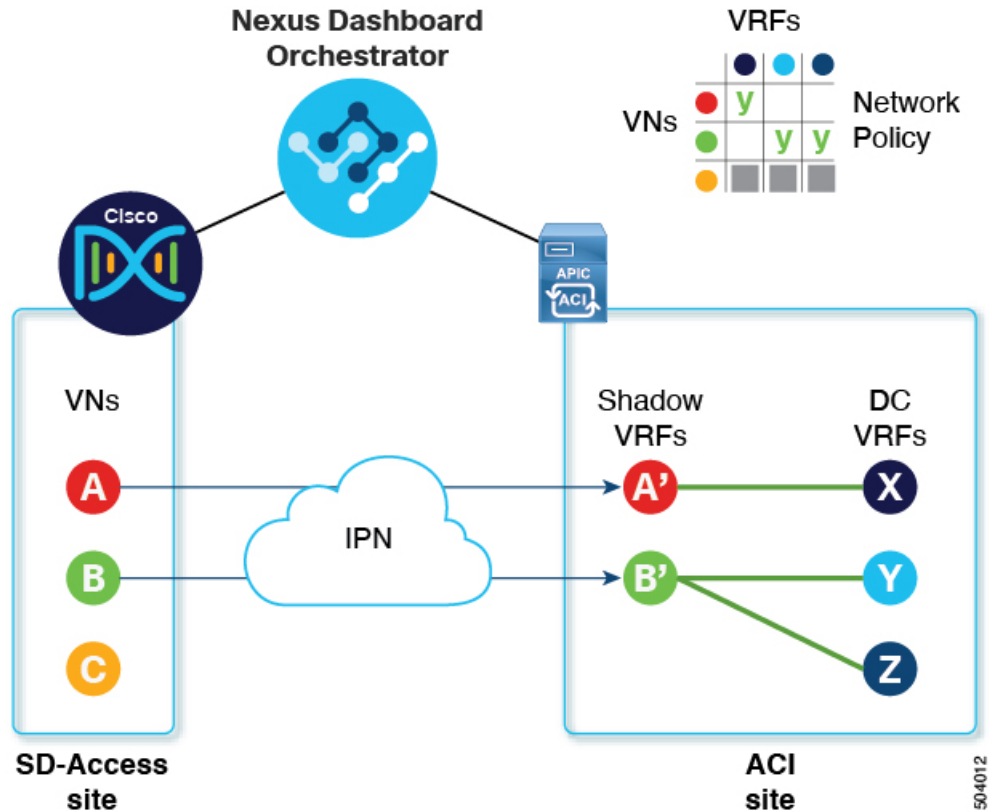 Nexus Dashboard
Orchestrator
VRFs
VNs
y
y y
Network
Policy
Cisco
APIC
ACI
VNs
Shadow
VRFs
DC
VRFs
A
IPN
A’
X
B
B’
Y
C
Z
SD-Access
site
ACI
site
504012